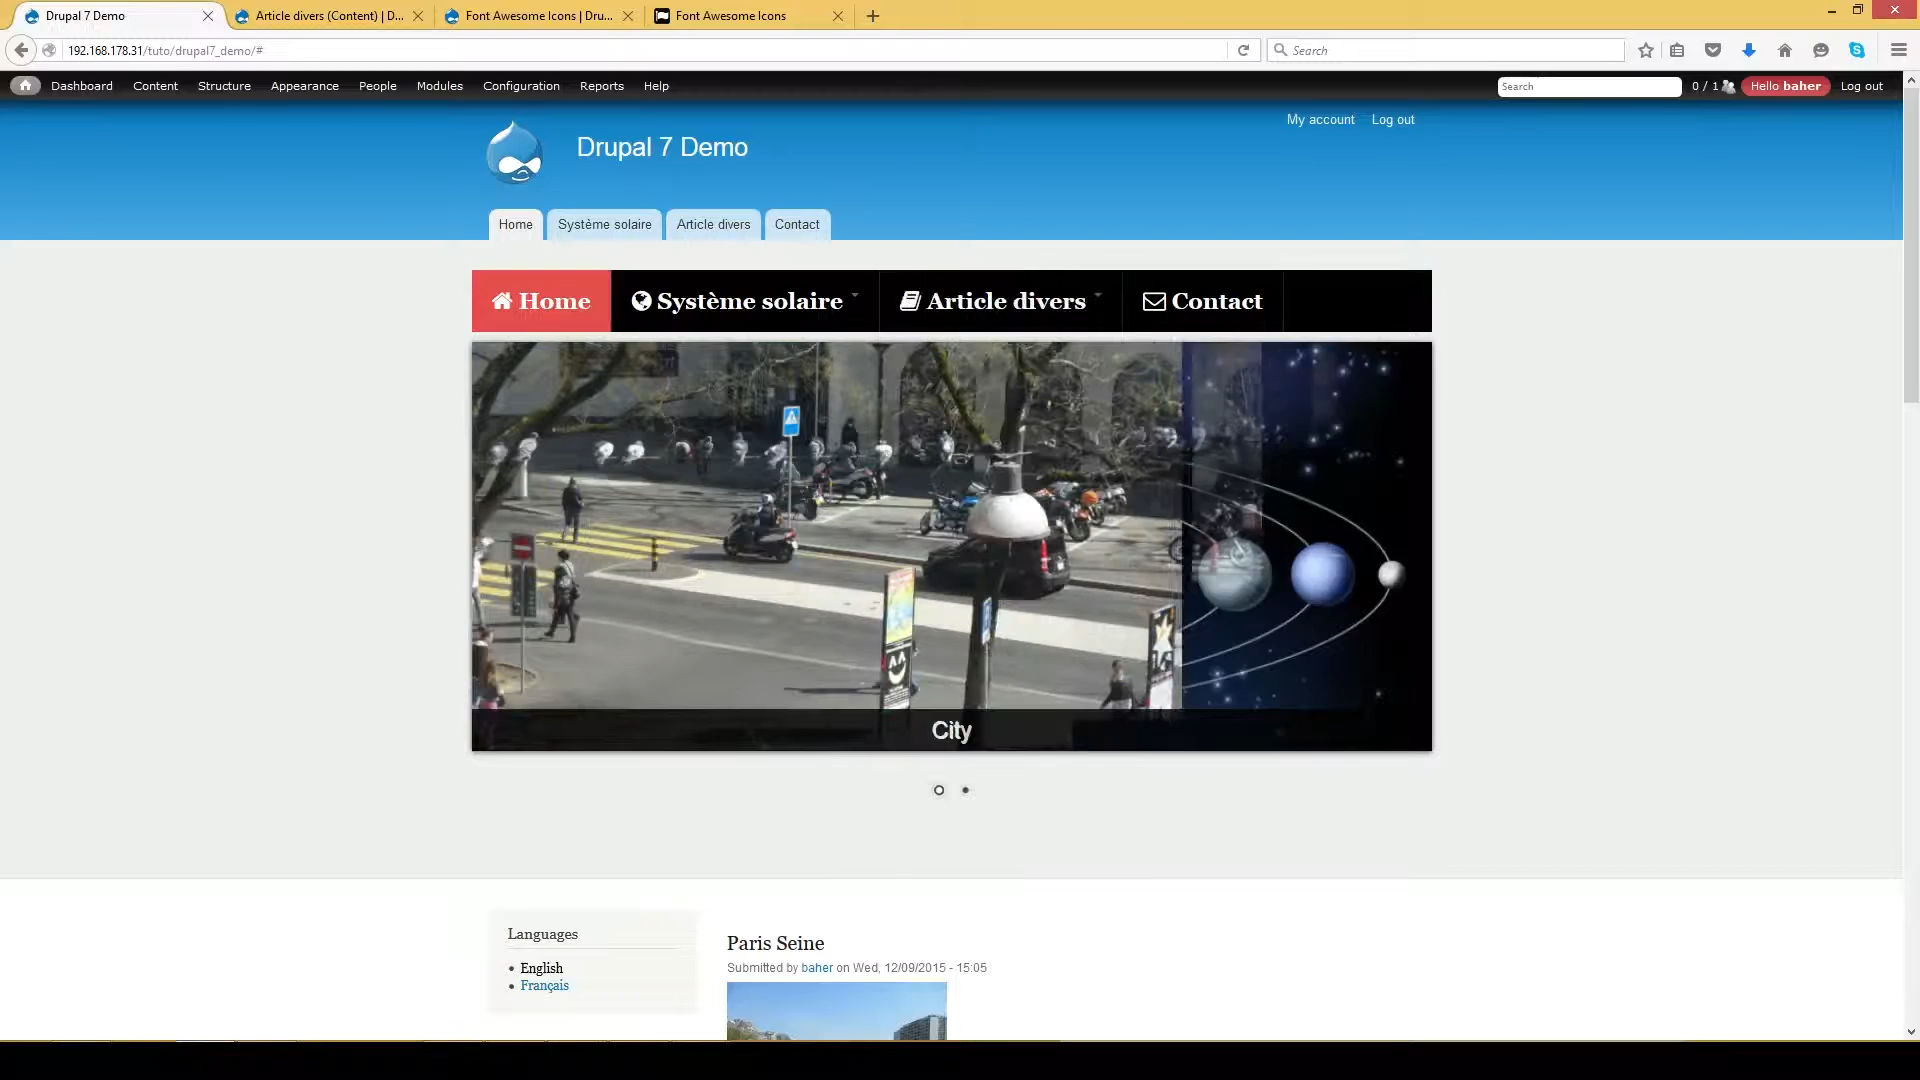 Drupal 7 Demo
Article divers (Content) | D...
Font Awesome Icons | Dru...
Font Awesome Icons
192.168.178.31/tuto/drupal7_demo/#
Search
Dashboard Content Structure Appearance People Modules Configuration Reports Help
Search
0 / 1
Hello baher
Log out
My account Log out
Drupal 7 Demo
Home Système solaire Article divers Contact
Home Système solaire Article divers Contact
City
Languages
English
Français
Paris Seine
Submitted by baher on Wed, 12/09/2015 - 15:05